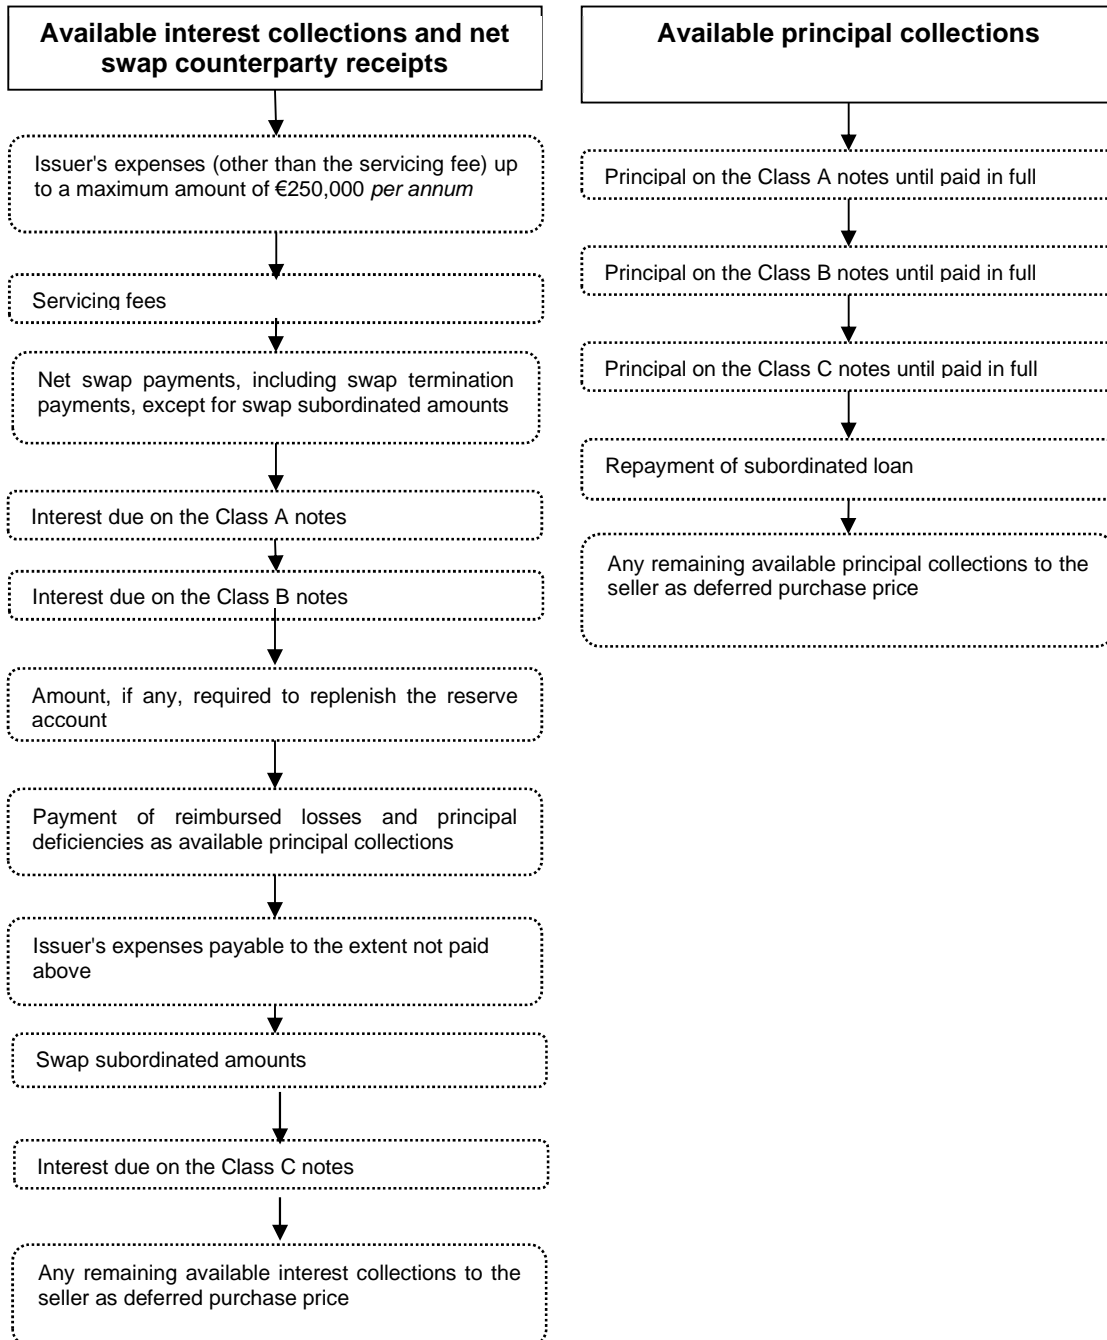 Available interest collections and net
swap counterparty receipts
Issuer's expenses (other than the servicing fee) up
to a maximum amount of €250,000 per annum
Servicing fees
Net swap payments, including swap termination
payments, except for swap subordinated amounts
Interest due on the Class A notes
Interest due on the Class B notes
Amount, if any, required to replenish the reserve
account
Payment of reimbursed losses and principal
deficiencies as available principal collections
Issuer's expenses payable to the extent not paid
above
Swap subordinated amounts
Interest due on the Class C notes
Any remaining available interest collections to the
seller as deferred purchase price
Available principal collections
Principal on the Class A notes until paid in full
Principal on the Class B notes until paid in full
Principal on the Class C notes until paid in full
Repayment of subordinated loan
Any remaining available principal collections to the
seller as deferred purchase price